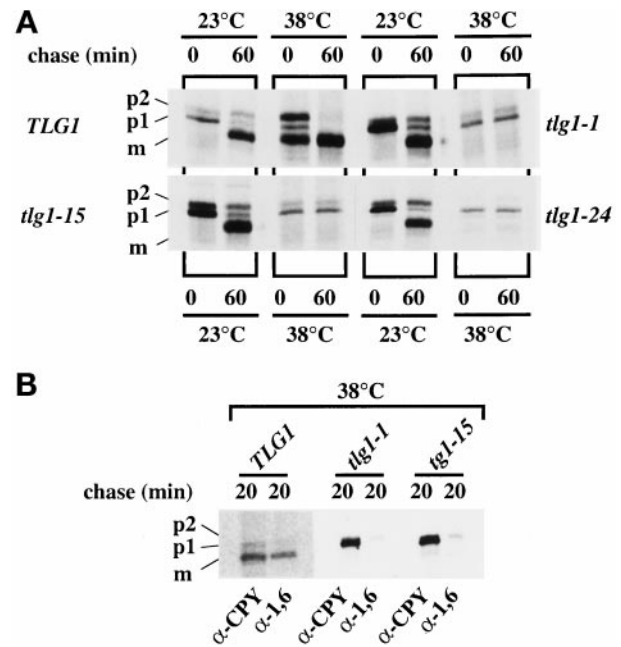 A
23°C 38°C 23°C 38°C
chase (min) 0 60 0 60 0 60 0 60
p2
p1
m
TLG1
tlg1-1
p2
p1
m
tlg1-15
tlg1-24
0 60 0 60 0 60 0 60
23°C 38°C 23°C 38°C
B
38°C
TLG1 tlg1-1 tg1-15
chase (min) 20 20 20 20 20 20
p2
p1
m
α-CPY α-1,6 α-CPY α-1,6 α-CPY α-1,6